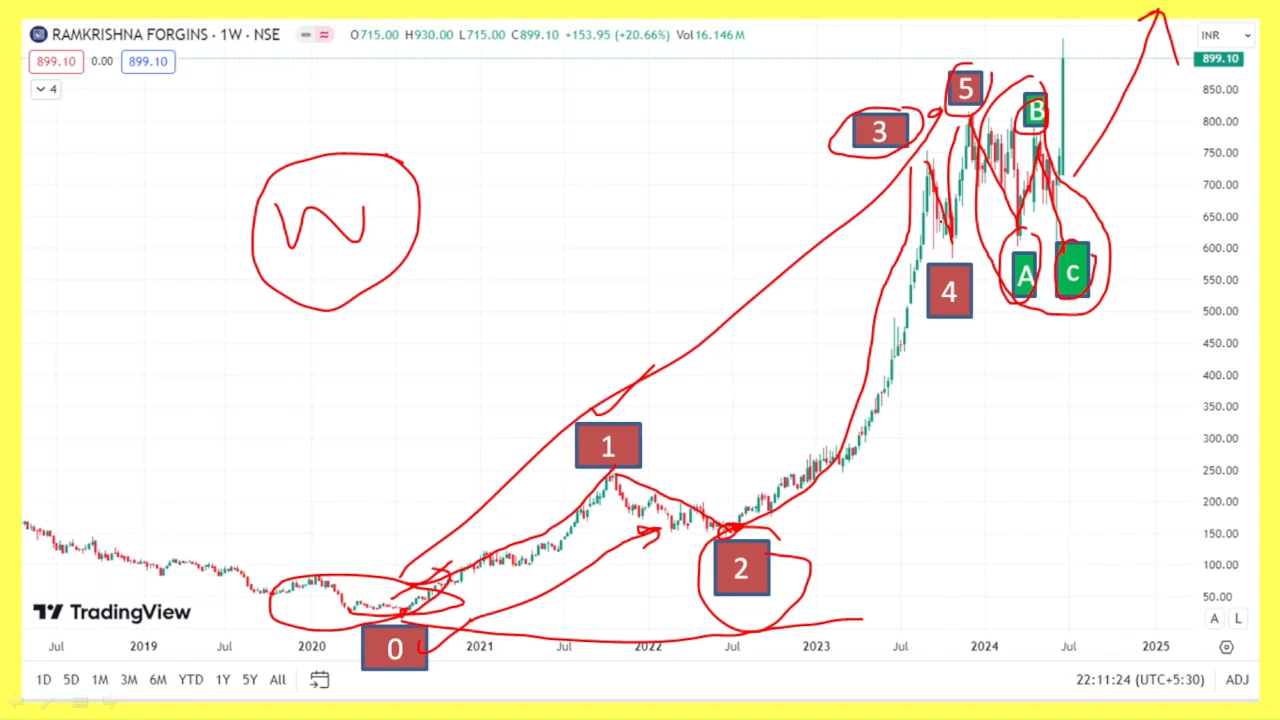 RAMKRISHNA FORGINS · 1W · NSE O715.00 H930.00 L715.00 C899.10 +153.95 (+20.66%) Vol16.146M INR
899.10 0.00 899.10 899.10
4
850.00
800.00
750.00
700.00
650.00
600.00
550.00
500.00
450.00
400.00
350.00
300.00
250.00
200.00
150.00
100.00
50.00
5
B
3
A
C
4
1
2
0
W
TradingView
A L
Jul 2019 Jul 2020 2021 Jul 2022 Jul 2023 Jul 2024 Jul 2025
1D 5D 1M 3M 6M YTD 1Y 5Y All 22:11:24 (UTC+5:30) ADJ